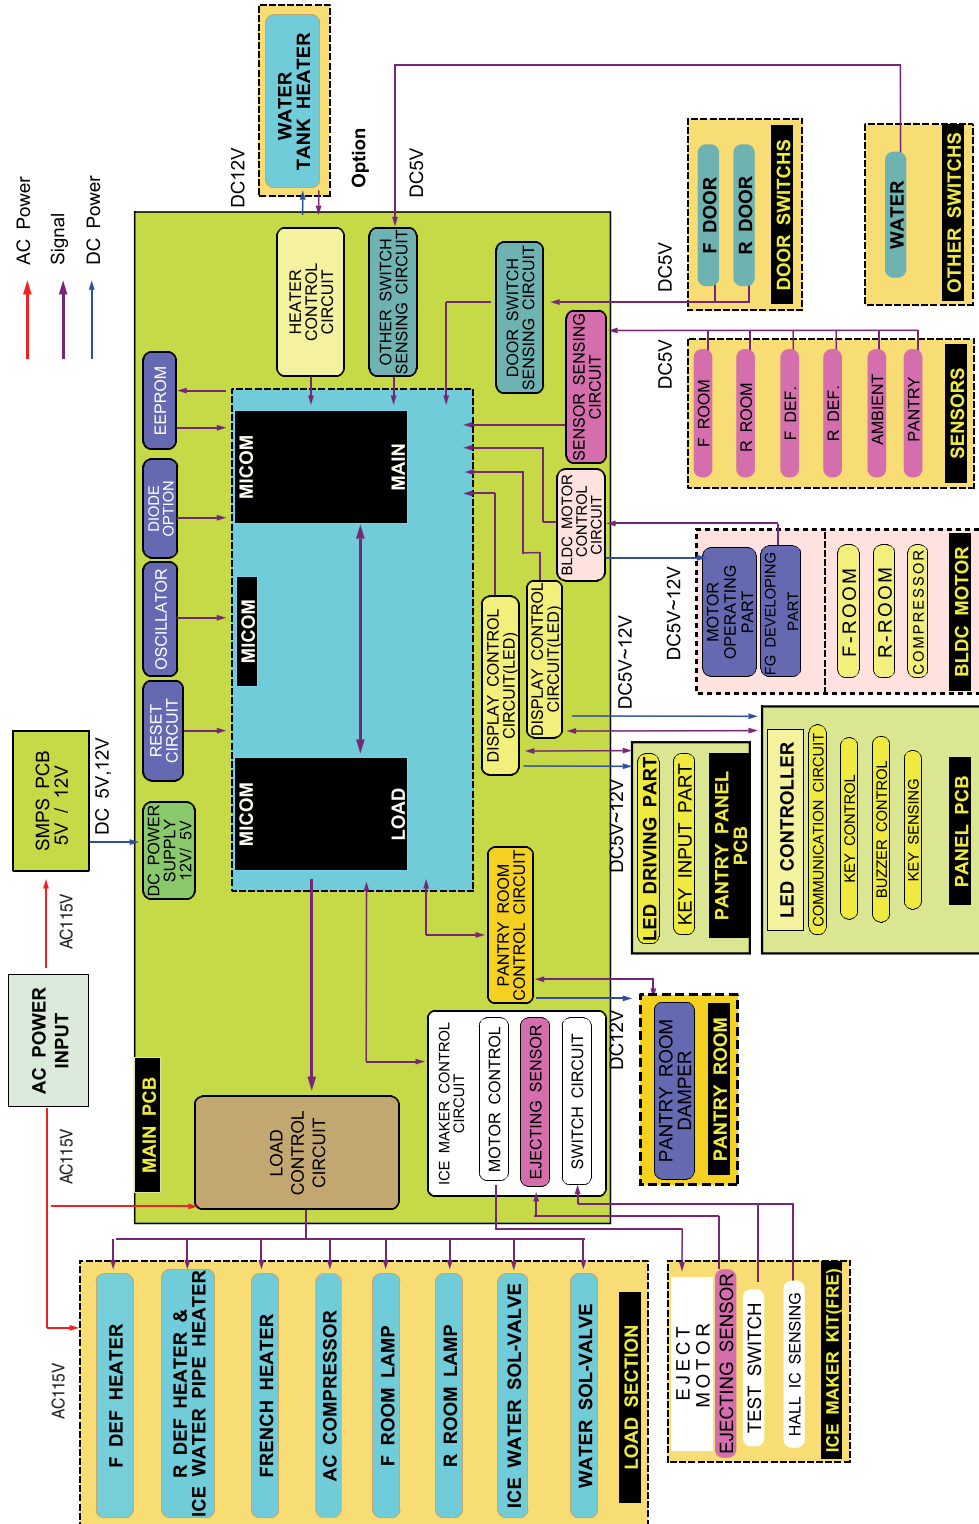 AC Power
Signal
DC Power
SMPS PCB
5V / 12V
AC POWER
INPUT
AC115V
AC115V
AC115V
DC 5V,12V
MAIN PCB
DC POWER
SUPPLY
12V/ 5V
RESET
CIRCUIT
OSCILLATOR
DIODE
OPTION
EEPROM
MICOM
MICOM
LOAD
MICOM
MAIN
HEATER
CONTROL
CIRCUIT
OTHER SWITCH
SENSING CIRCUIT
DOOR SWITCH
SENSING CIRCUIT
SENSOR SENSING
CIRCUIT
BLDC MOTOR
CONTROL
CIRCUIT
DISPLAY CONTROL
CIRCUIT(LED)
DISPLAY CONTROL
CIRCUIT(LED)
PANTRY ROOM
CONTROL CIRCUIT
LOAD
CONTROL
CIRCUIT
ICE MAKER CONTROL
CIRCUIT
MOTOR CONTROL
EJECTING SENSOR
SWITCH CIRCUIT
WATER
TANK HEATER
DC12V
Option
DC5V
F DOOR
R DOOR
DOOR SWITCHS
DC5V
WATER
OTHER SWITCHS
DC5V
F ROOM
R ROOM
F DEF.
R DEF.
AMBIENT
PANTRY
SENSORS
DC5V~12V
MOTOR
OPERATING
PART
FG DEVELOPING
PART
F-ROOM
R-ROOM
COMPRESSOR
BLDC MOTOR
DC5V~12V
LED CONTROLLER
COMMUNICATION CIRCUIT
KEY CONTROL
BUZZER CONTROL
KEY SENSING
PANEL PCB
DC5V~12V
LED DRIVING PART
KEY INPUT PART
PANTRY PANEL
PCB
DC12V
PANTRY ROOM
DAMPER
PANTRY ROOM
F DEF HEATER
R DEF HEATER &
ICE WATER PIPE HEATER
FRENCH HEATER
AC COMPRESSOR
F ROOM LAMP
R ROOM LAMP
ICE WATER SOL-VALVE
WATER SOL-VALVE
LOAD SECTION
EJECT
MOTOR
EJECTING SENSOR
TEST SWITCH
HALL IC SENSING
ICE MAKER KIT(FRE)